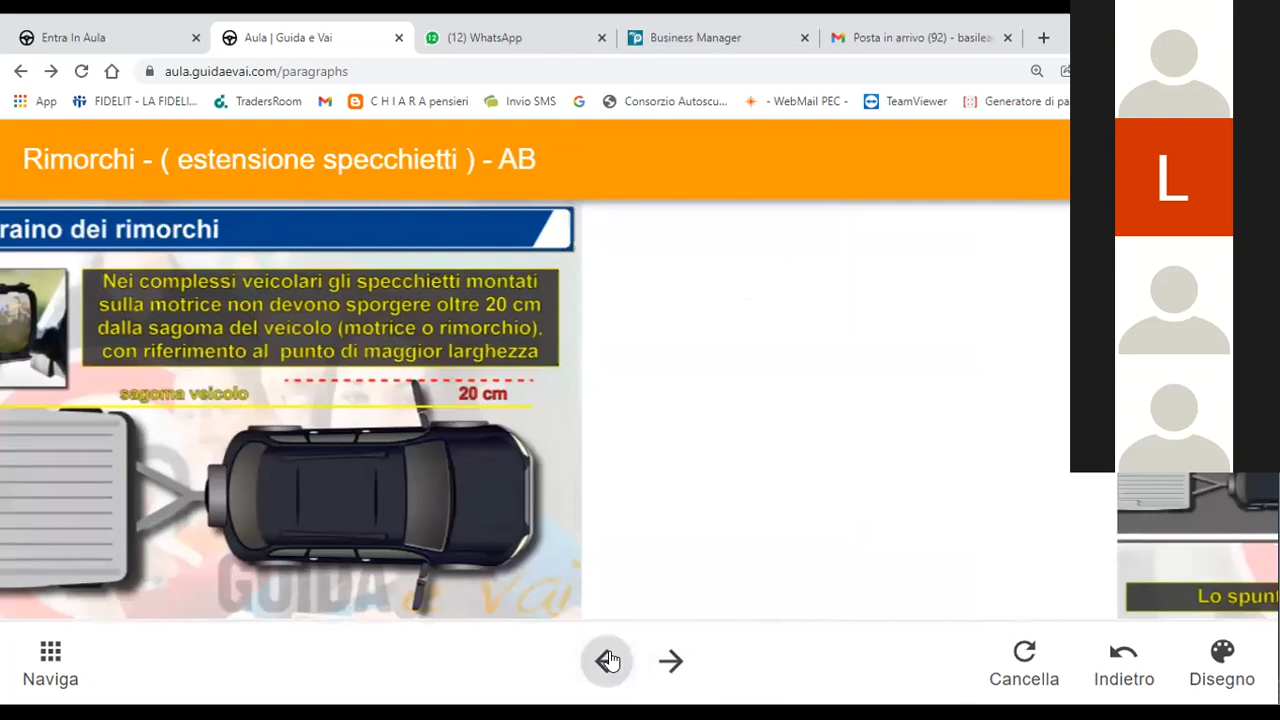 Entra In Aula
Aula | Guida e Vai
(12) WhatsApp
Business Manager
Posta in arrivo (92) - basilea
aula.guidaevai.com/paragraphs
App
FIDELIT - LA FIDELI...
TradersRoom
C H I A R A pensieri
Invio SMS
Consorzio Autoscu...
- WebMail PEC -
TeamViewer
Generatore di pa
Rimorchi - ( estensione specchietti ) - AB
raino dei rimorchi
Nei complessi veicolari gli specchietti montati
sulla motrice non devono sporgere oltre 20 cm
dalla sagoma del veicolo (motrice o rimorchio).
con riferimento al punto di maggior larghezza
sagoma veicolo
20 cm
GUIDA e vai
L
Lo spunt
Naviga
Cancella
Indietro
Disegno